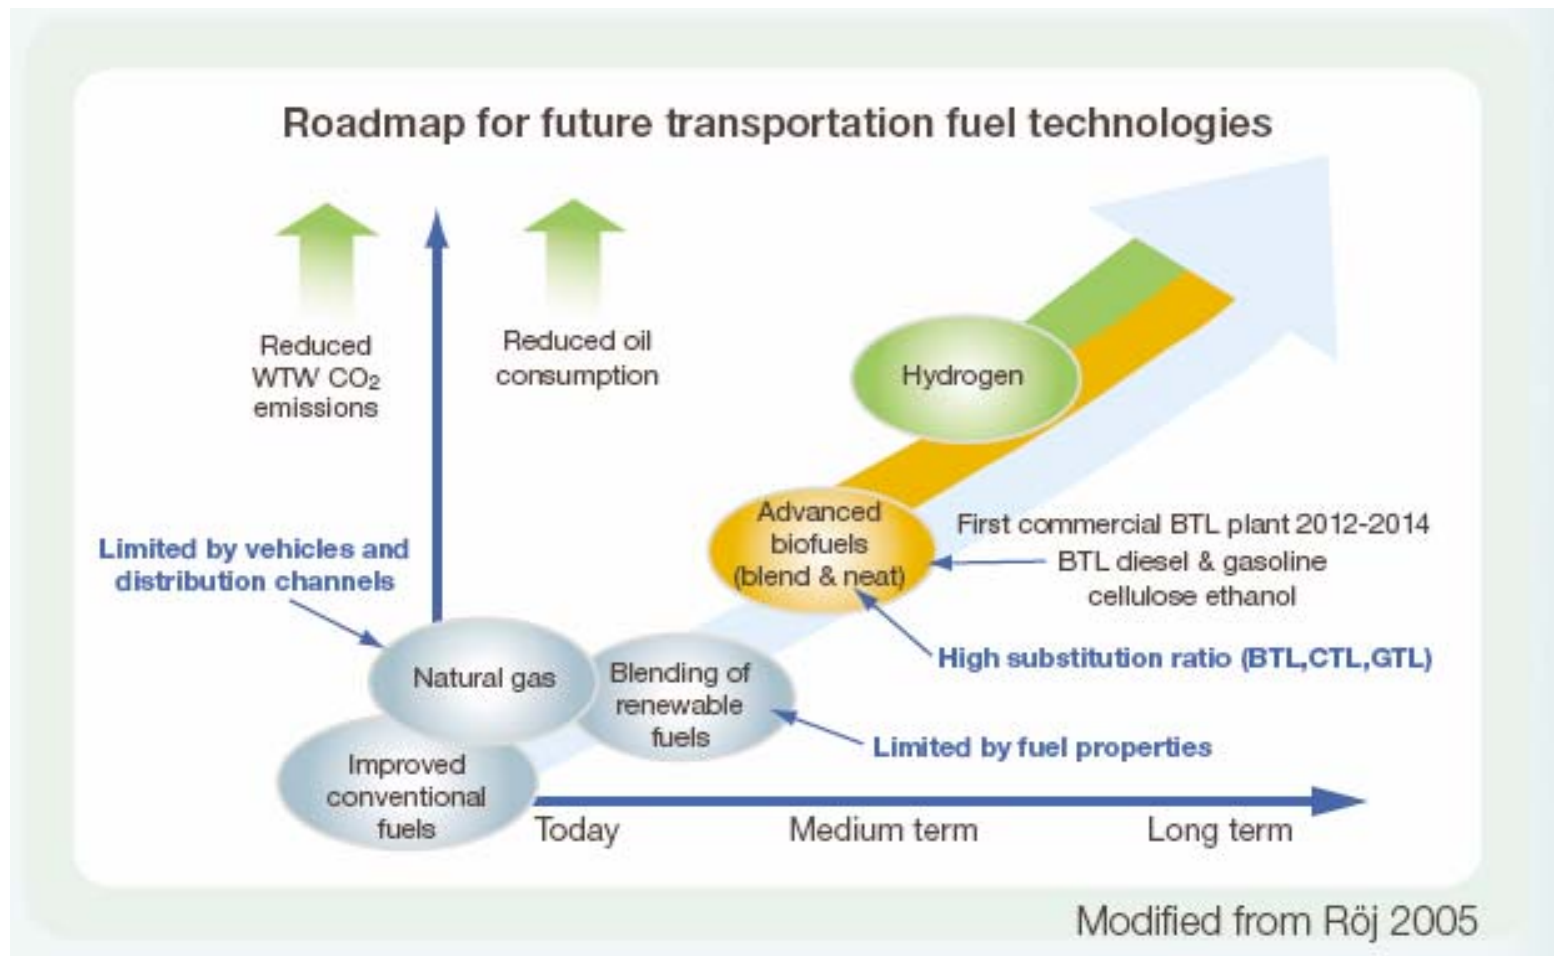 Roadmap for future transportation fuel technologies
Reduced
WTW CO₂
emissions
Reduced oil
consumption
Hydrogen
Advanced
biofuels
(blend & neat)
First commercial BTL plant 2012-2014
BTL diesel & gasoline
cellulose ethanol
Limited by vehicles and
distribution channels
High substitution ratio (BTL,CTL,GTL)
Natural gas
Blending of
renewable
fuels
Limited by fuel properties
Improved
conventional
fuels
Today
Medium term
Long term
Modified from Röj 2005